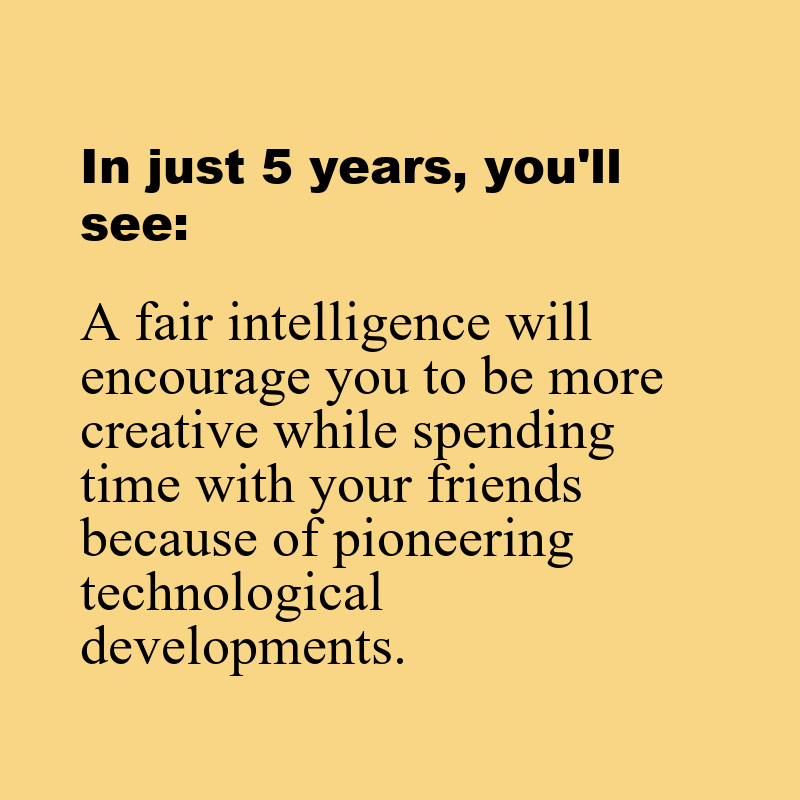 In just 5 years, you'll
see:
A fair intelligence will
encourage you to be more
creative while spending
time with your friends
because of pioneering
technological
developments.